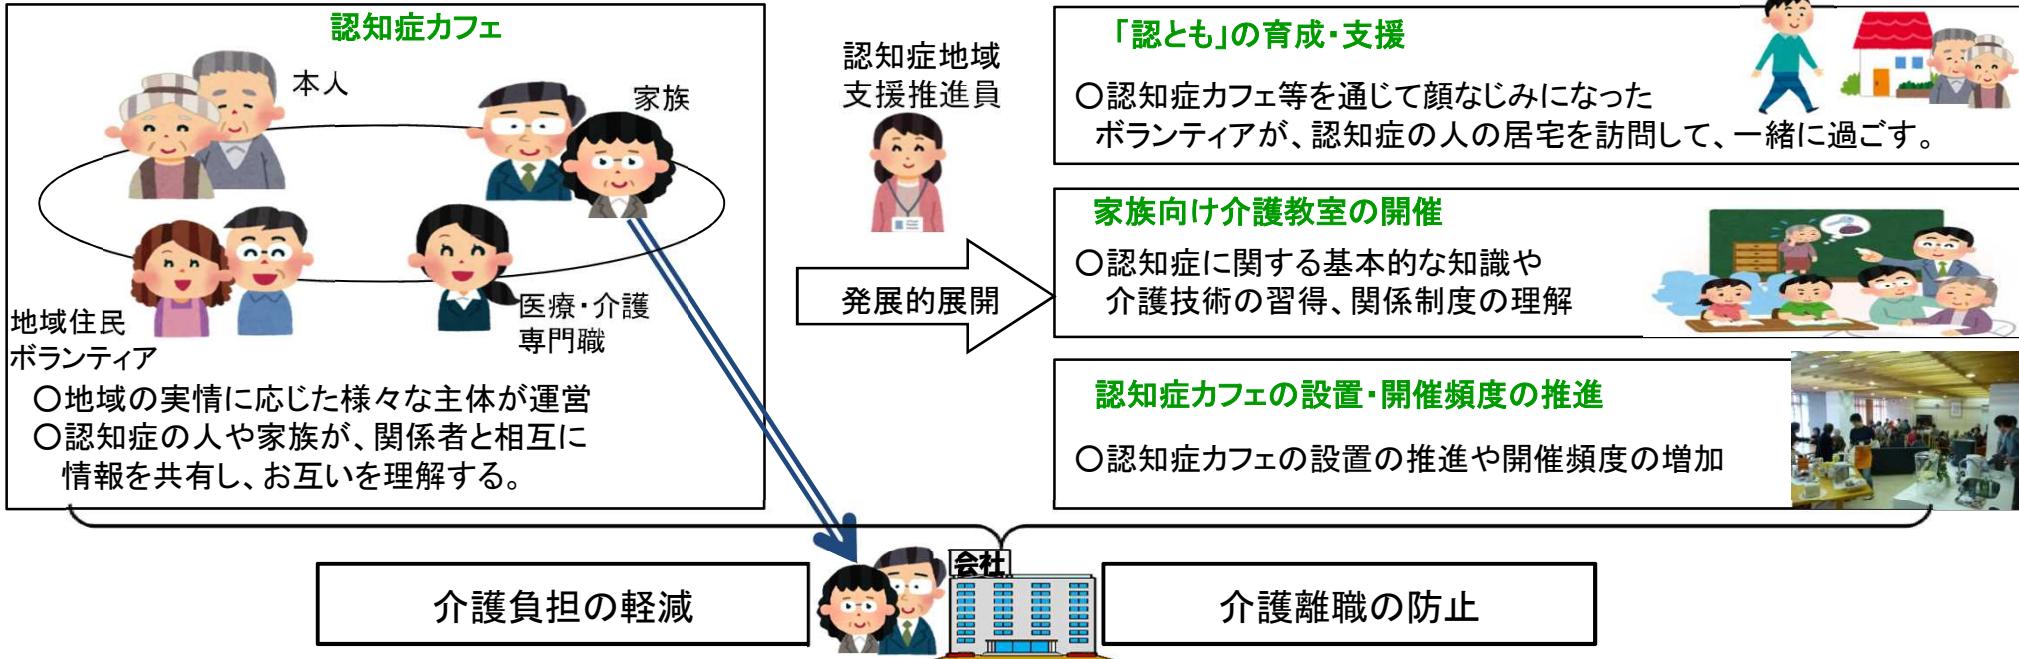 認知症カフェ
本人
家族
地域住民
ボランティア
医療・介護
専門職
〇地域の実情に応じた様々な主体が運営
〇認知症の人や家族が、関係者と相互に
情報を共有し、お互いを理解する。
認知症地域
支援推進員
発展的展開
「認とも」の育成・支援
〇認知症カフェ等を通じて顔なじみになった
ボランティアが、認知症の人の居宅を訪問して、一緒に過ごす。
家族向け介護教室の開催
〇認知症に関する基本的な知識や
介護技術の習得、関係制度の理解
認知症カフェの設置・開催頻度の推進
〇認知症カフェの設置の推進や開催頻度の増加
介護負担の軽減
会社
介護離職の防止